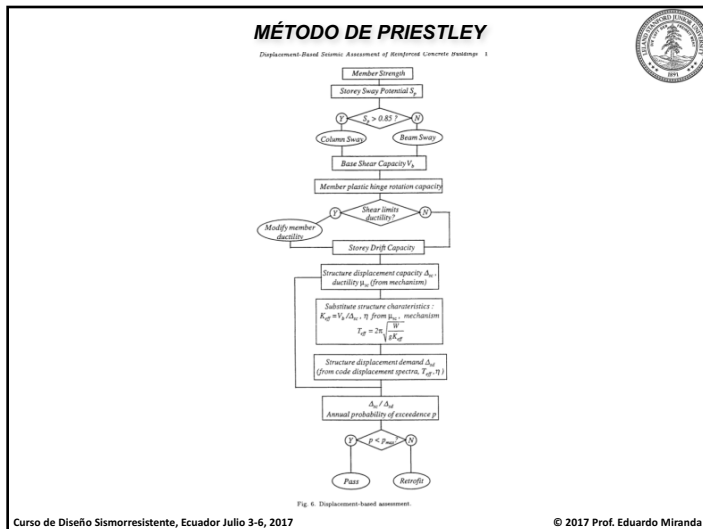 MÉTODO DE PRIESTLEY
Displacement-Based Seismic Assessment of Reinforced Concrete Buildings 1
Member Strength
Storey Sway Potential Sp
Y
Sp > 0.85 ?
N
Column Sway
Beam Sway
Base Shear Capacity Vb
Member plastic hinge rotation capacity
Y
Shear limits
ductility?
N
Modify member
ductility
Storey Drift Capacity
Structure displacement capacity Δsc,
ductility μsc (from mechanism)
Substitute structure charateristics :
Keff = Vb /Δsc, η from μsc, mechanism
Teff = 2π √W/gKeff
Structure displacement demand Δsd
(from code displacement spectra, Teff, η )
Δsc / Δsd
Annual probability of exceedence p
Y
p < pmax?
N
Pass
Retrofit
Fig. 6. Displacement-based assessment.
Curso de Diseño Sismorresistente, Ecuador Julio 3-6, 2017
© 2017 Prof. Eduardo Miranda